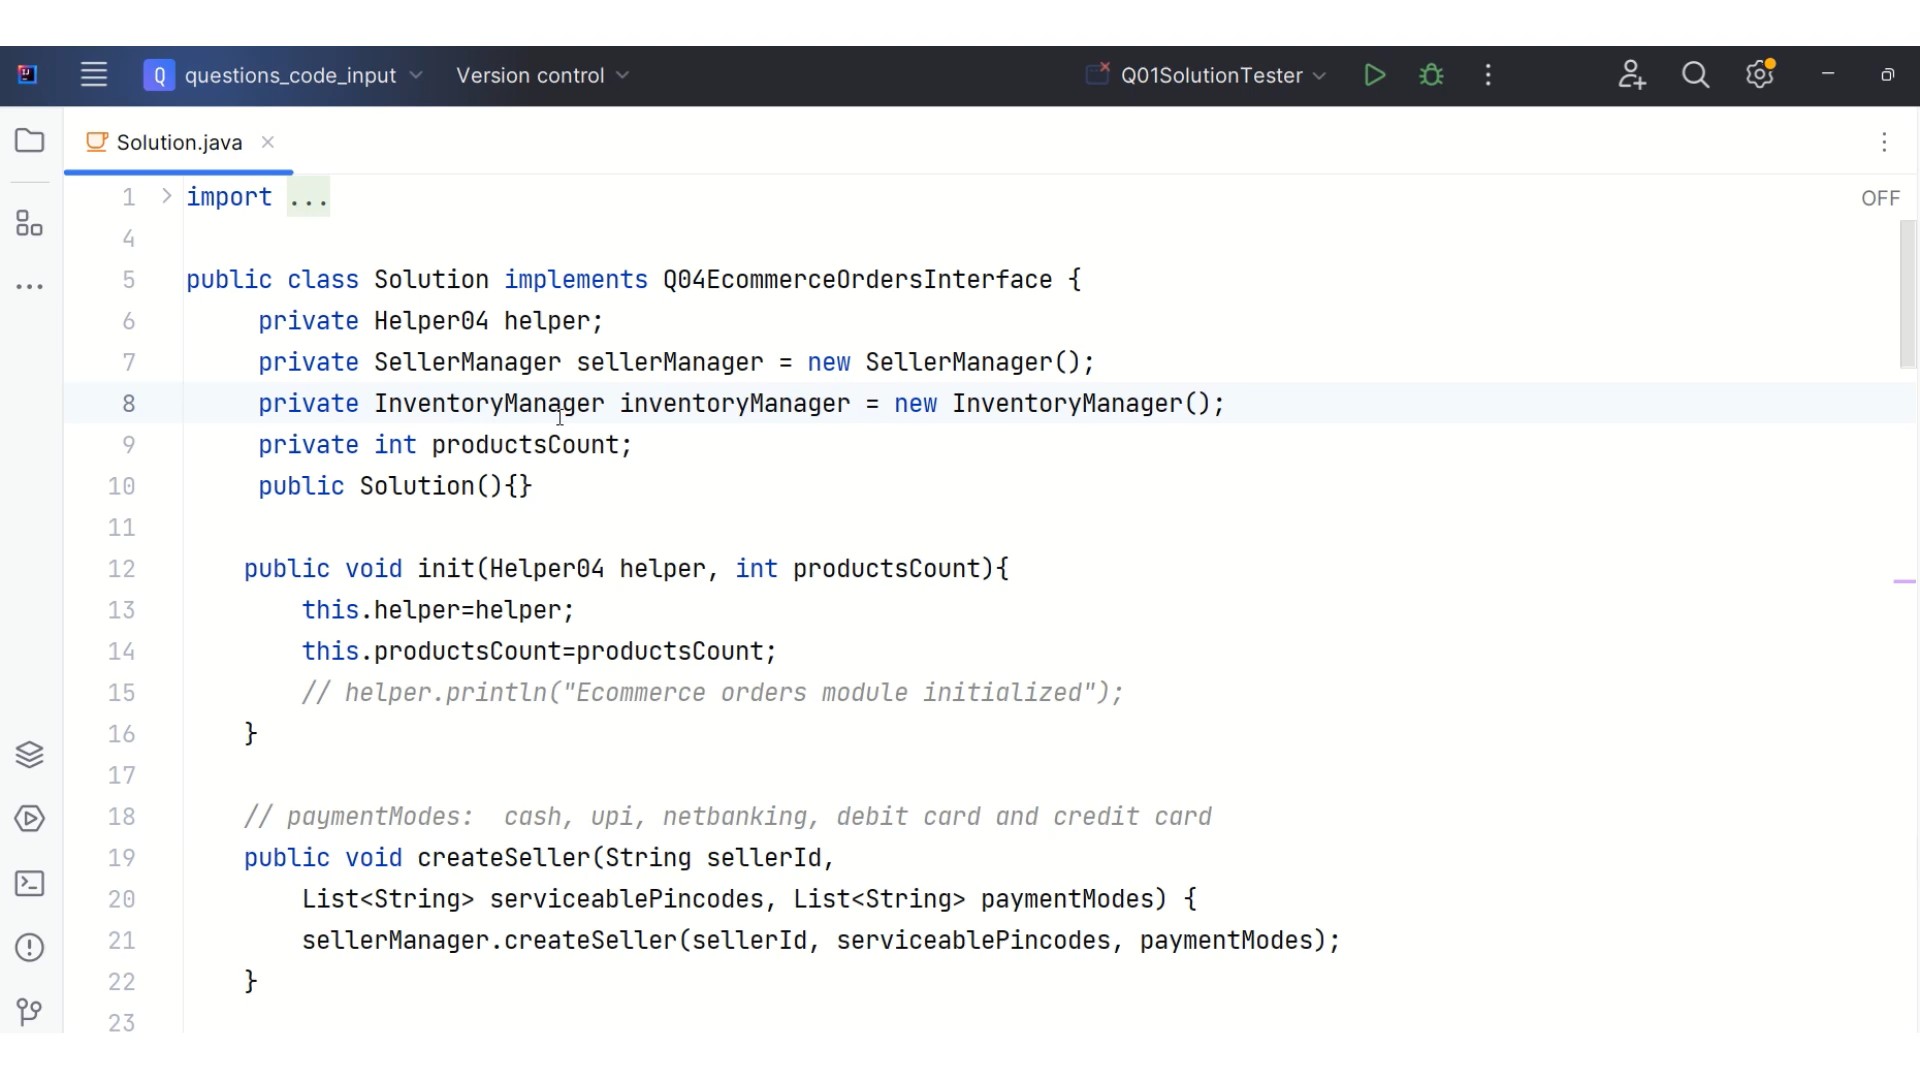 Q questions_code_input Version control Q01SolutionTester
Solution.java
1 import ... OFF
4
5 public class Solution implements Q04EcommerceOrdersInterface {
6 private Helper04 helper;
7 private SellerManager sellerManager = new SellerManager();
8 private InventoryManager inventoryManager = new InventoryManager();
9 private int productsCount;
10 public Solution(){}
11
12 public void init(Helper04 helper, int productsCount){
13 this.helper=helper;
14 this.productsCount=productsCount;
15 // helper.println("Ecommerce orders module initialized");
16 }
17
18 // paymentModes:  cash, upi, netbanking, debit card and credit card
19 public void createSeller(String sellerId,
20 List<String> serviceablePincodes, List<String> paymentModes) {
21 sellerManager.createSeller(sellerId, serviceablePincodes, paymentModes);
22 }
23